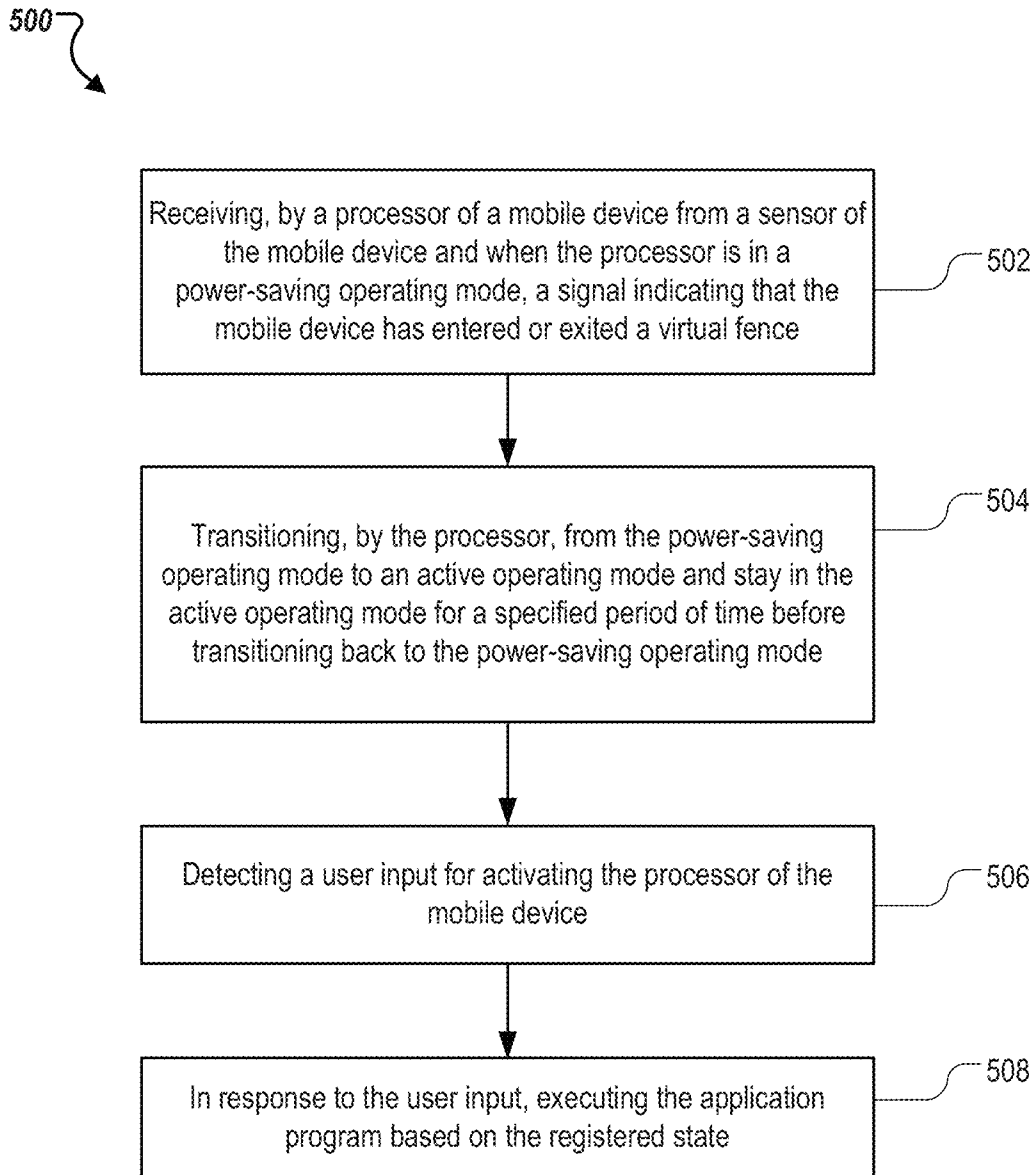 500
Receiving, by a processor of a mobile device from a sensor of
the mobile device and when the processor is in a
power-saving operating mode, a signal indicating that the
mobile device has entered or exited a virtual fence
502
Transitioning, by the processor, from the power-saving
operating mode to an active operating mode and stay in the
active operating mode for a specified period of time before
transitioning back to the power-saving operating mode
504
Detecting a user input for activating the processor of the
mobile device
506
In response to the user input, executing the application
program based on the registered state
508